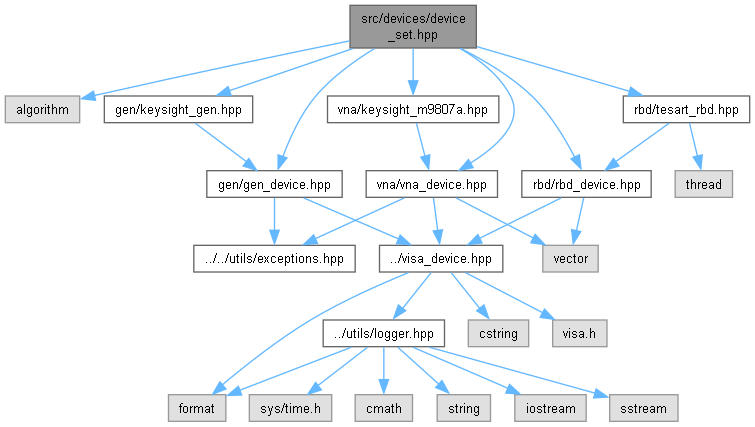 src/devices/device
_set.hpp
algorithm
gen/keysight_gen.hpp
vna/keysight_m9807a.hpp
rbd/tesart_rbd.hpp
gen/gen_device.hpp
vna/vna_device.hpp
rbd/rbd_device.hpp
thread
../../utils/exceptions.hpp
../visa_device.hpp
vector
../utils/logger.hpp
cstring
visa.h
format
sys/time.h
cmath
string
iostream
sstream